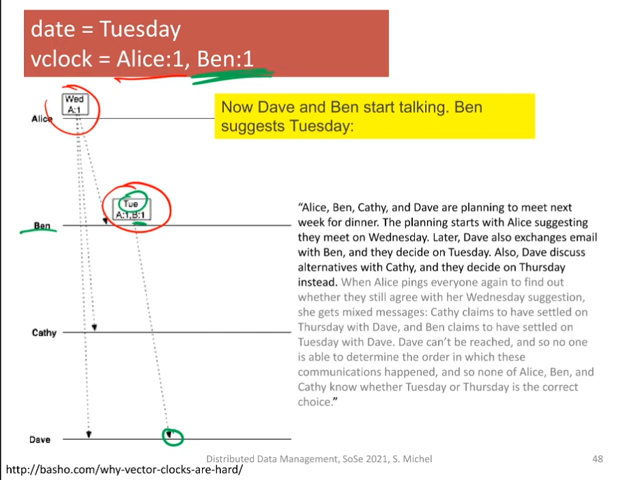 date = Tuesday
vclock = Alice:1, Ben:1
Now Dave and Ben start talking. Ben
suggests Tuesday:
Wed
A:1
Alice
Tue
A:1,B:1
Ben
Cathy
Dave
“Alice, Ben, Cathy, and Dave are planning to meet next
week for dinner. The planning starts with Alice suggesting
they meet on Wednesday. Later, Dave also exchanges email
with Ben, and they decide on Tuesday. Also, Dave discuss
alternatives with Cathy, and they decide on Thursday
instead. When Alice pings everyone again to find out
whether they still agree with her Wednesday suggestion,
she gets mixed messages: Cathy claims to have settled on
Thursday with Dave, and Ben claims to have settled on
Tuesday with Dave. Dave can’t be reached, and so no one
is able to determine the order in which these
communications happened, and so none of Alice, Ben, and
Cathy know whether Tuesday or Thursday is the correct
choice.”
Distributed Data Management, SoSe 2021, S. Michel
48
http://basho.com/why-vector-clocks-are-hard/